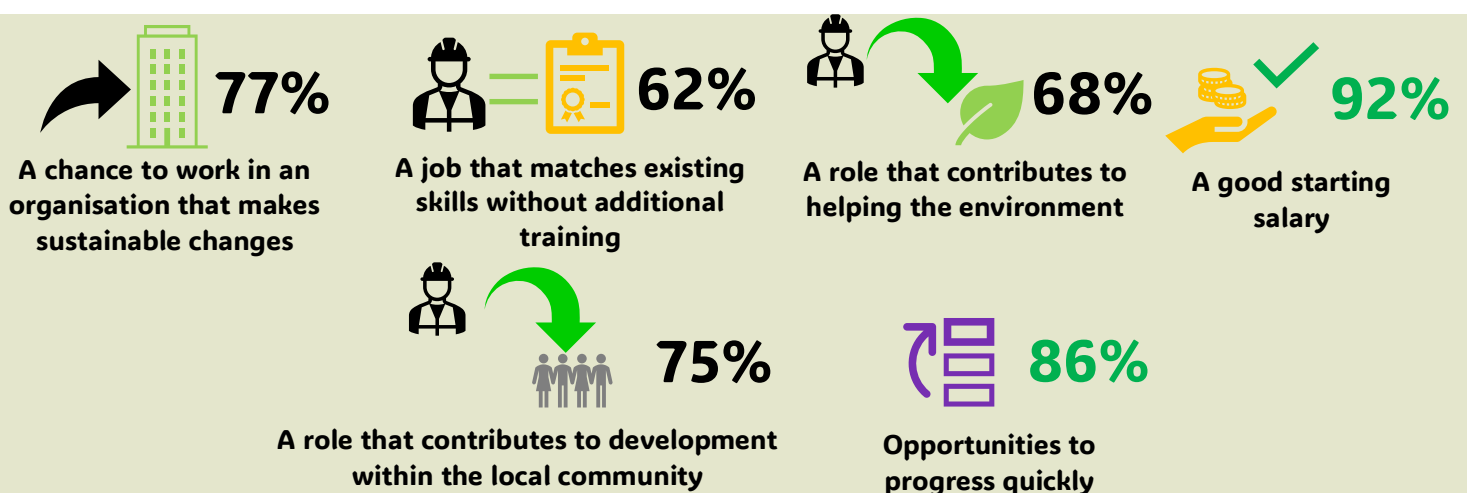 77%
A chance to work in an
organisation that makes
sustainable changes
62%
A job that matches existing
skills without additional
training
68%
A role that contributes to
helping the environment
92%
A good starting
salary
75%
A role that contributes to development
within the local community
86%
Opportunities to
progress quickly